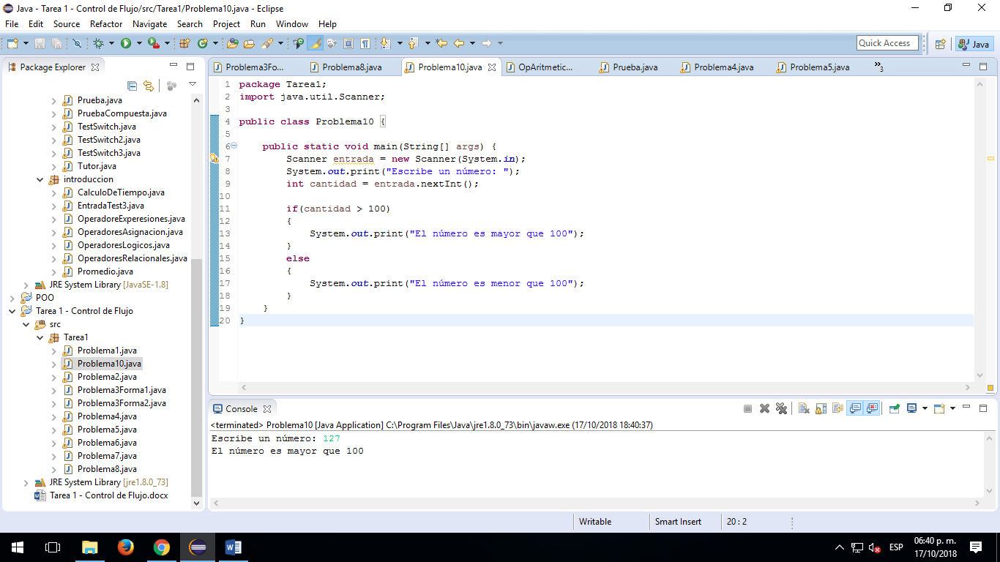 Java - Tarea 1 - Control de Flujo/src/Tarea1/Problema10.java - Eclipse
File Edit Source Refactor Navigate Search Project Run Window Help
Quick Access
Java
Package Explorer
Prueba.java
PruebaCompuesta.java
TestSwitch.java
TestSwitch2.java
TestSwitch3.java
Tutor.java
introduccion
CalculoDeTiempo.java
EntradaTest3.java
OperadoreExperesiones.java
OperadoresAsignacion.java
OperadoresLogicos.java
OperadoresRelacionales.java
Promedio.java
JRE System Library [JavaSE-1.8]
POO
Tarea 1 - Control de Flujo
src
Tarea1
Problema1.java
Problema10.java
Problema2.java
Problema3Forma1.java
Problema3Forma2.java
Problema4.java
Problema5.java
Problema6.java
Problema7.java
Problema8.java
JRE System Library [jre1.8.0_73]
Tarea 1 - Control de Flujo.docx
Problema3Fo... Problema8.java Problema10.java OpAritmetic... Prueba.java Problema4.java Problema5.java »3
1 package Tarea1;
2 import java.util.Scanner;
3
4 public class Problema10 {
5
6 public static void main(String[] args) {
7 Scanner entrada = new Scanner(System.in);
8 System.out.print("Escribe un número: ");
9 int cantidad = entrada.nextInt();
10
11 if(cantidad > 100)
12 {
13 System.out.print("El número es mayor que 100");
14 }
15 else
16 {
17 System.out.print("El número es menor que 100");
18 }
19 }
20 }
Console
<terminated> Problema10 [Java Application] C:\Program Files\Java\jre1.8.0_73\bin\javaw.exe (17/10/2018 18:40:37)
Escribe un número: 127
El número es mayor que 100
Writable Smart Insert 20 : 2
ESP
06:40 p. m.
17/10/2018